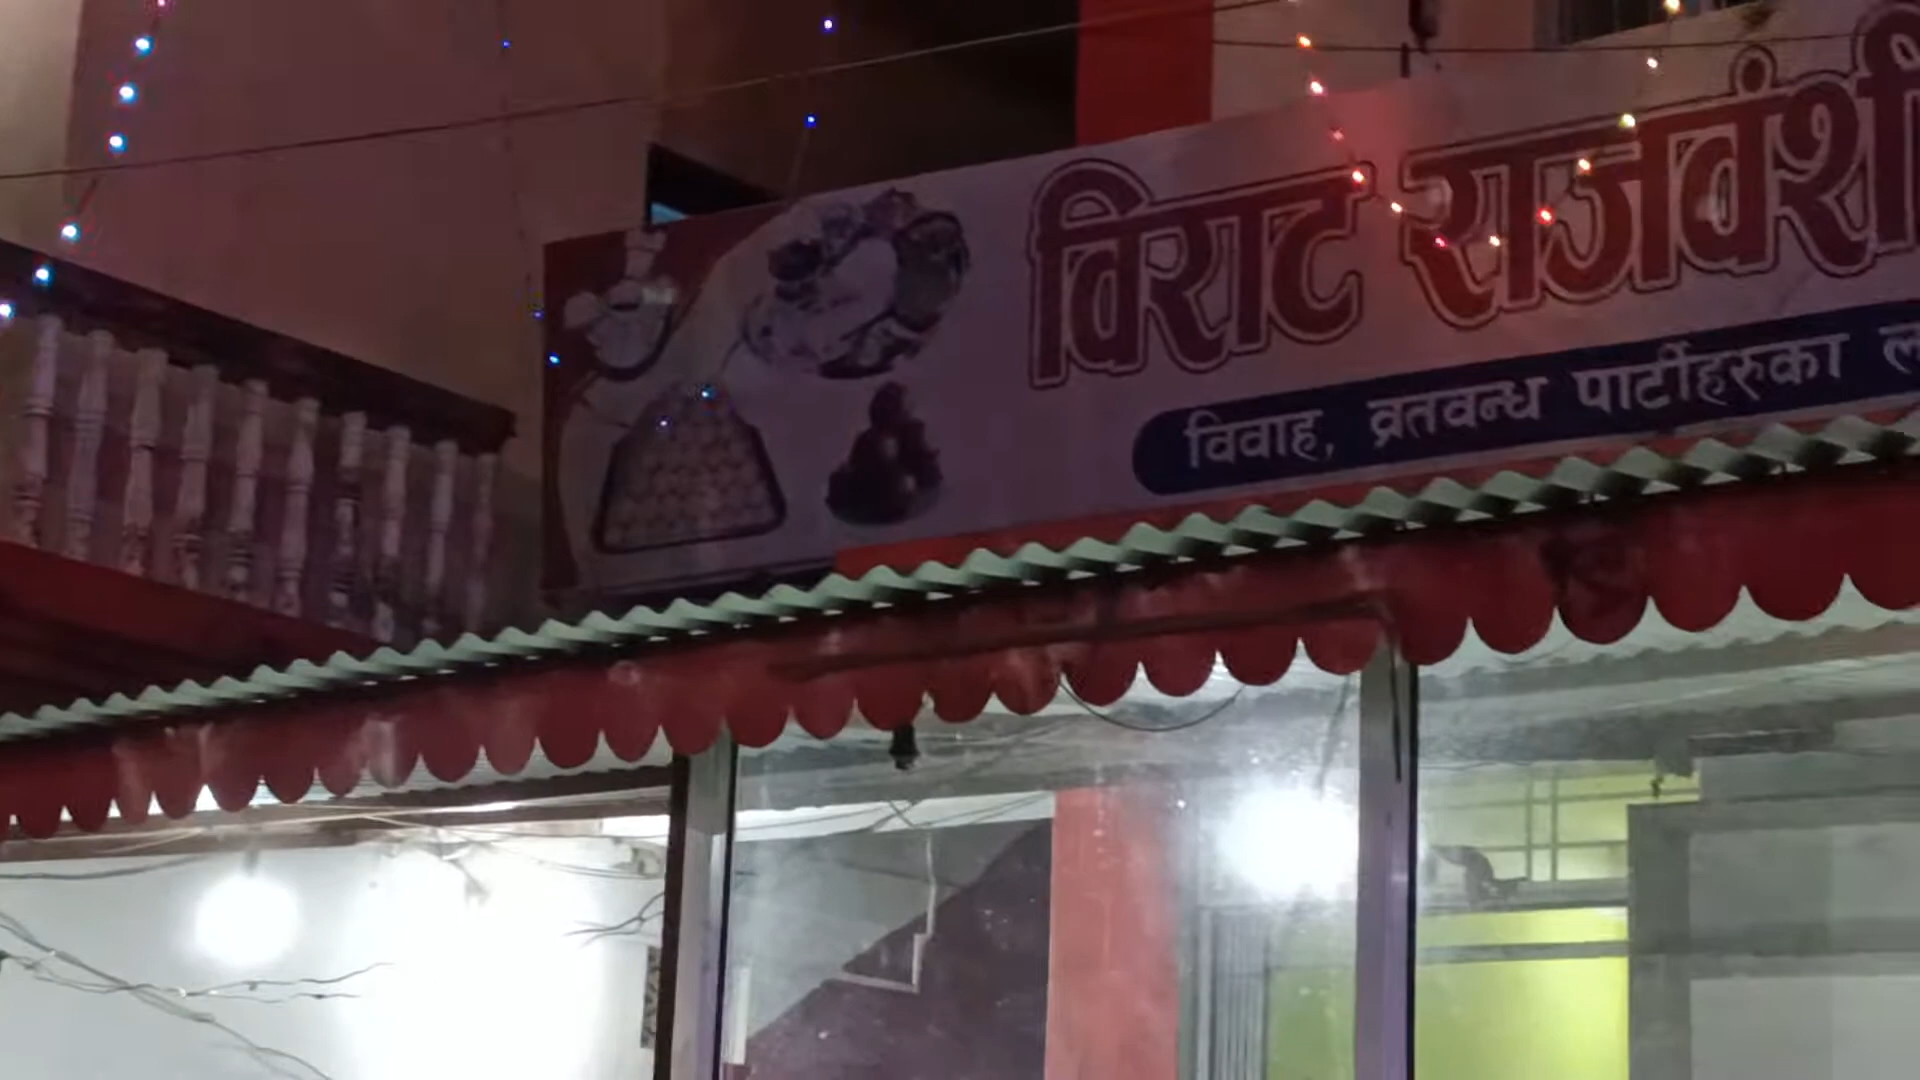 विराट राजवंशी
विवाह, व्रतवन्ध पार्टीहरुका